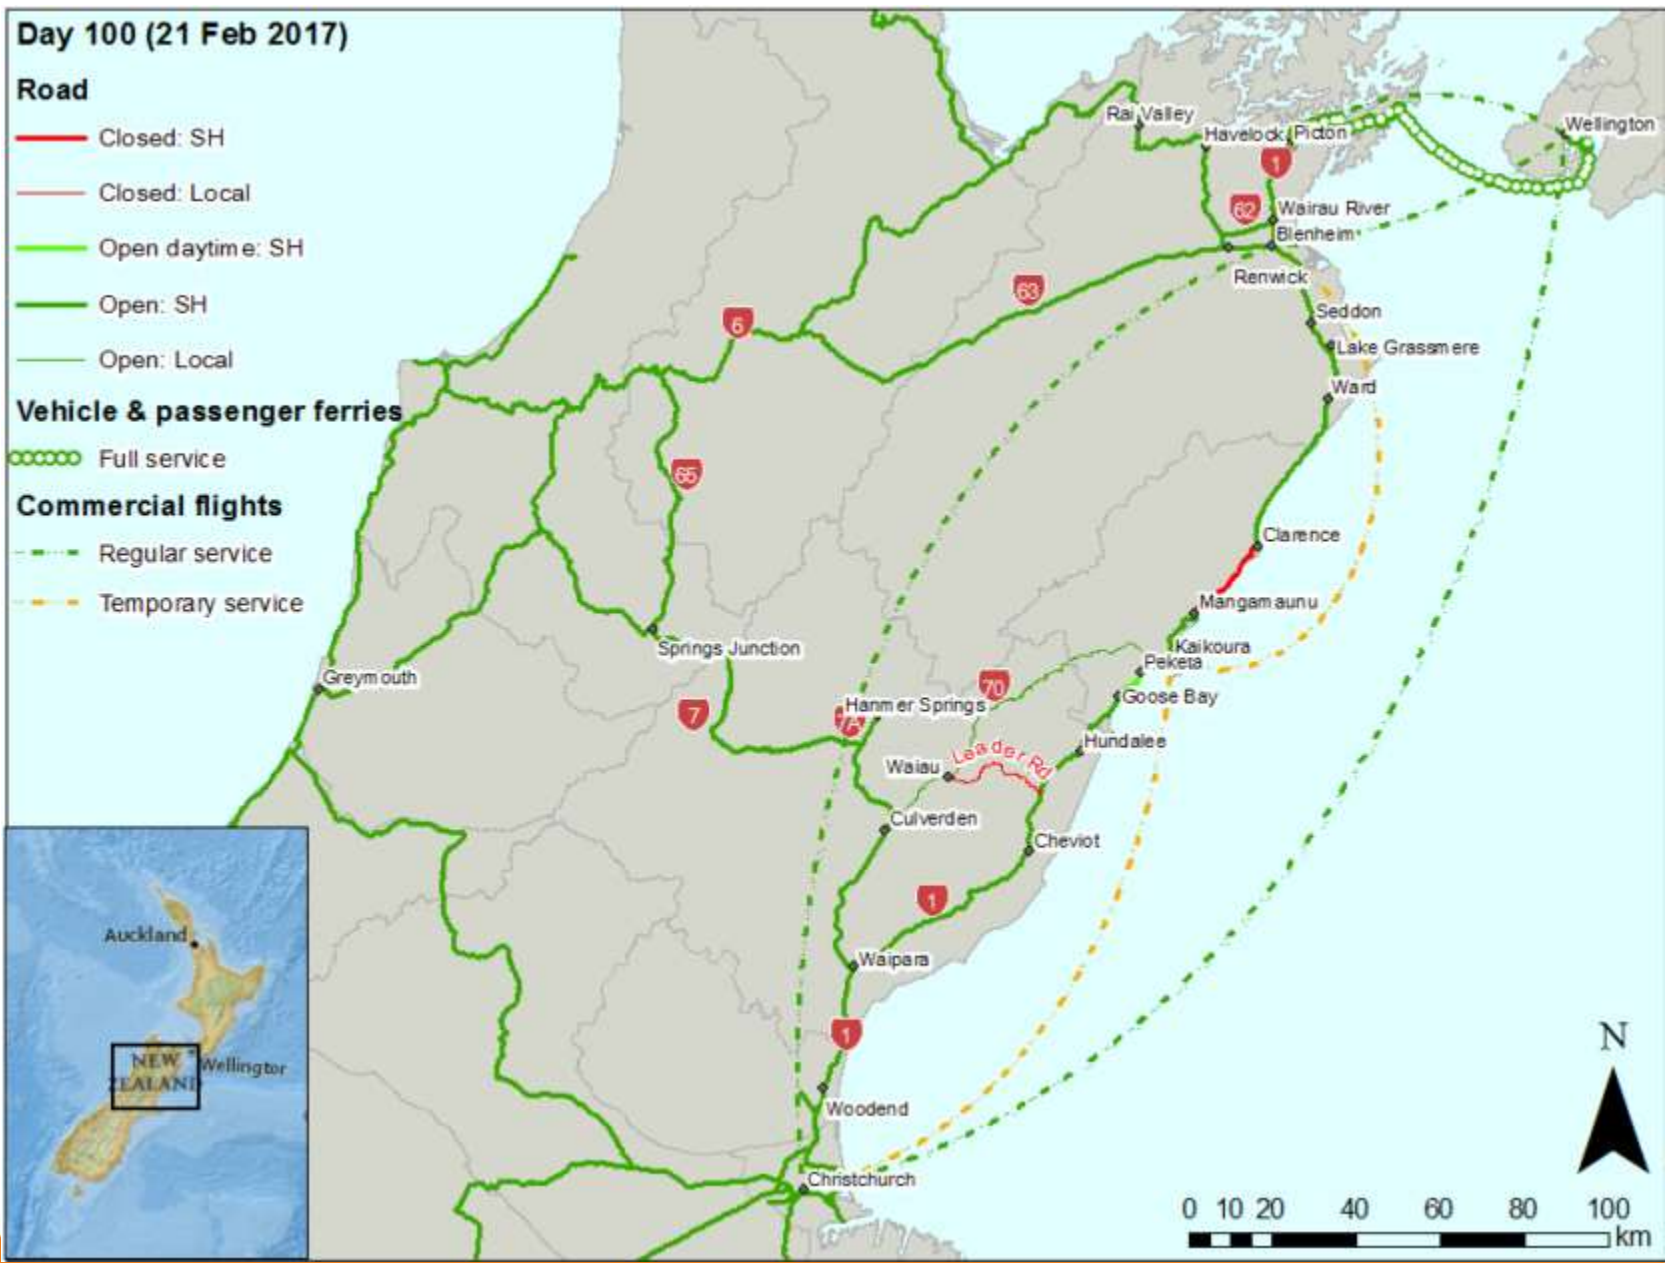 Day 100 (21 Feb 2017)
Road
Closed: SH
Closed: Local
Open daytime: SH
Open: SH
Open: Local
Vehicle & passenger ferries
Full service
Commercial flights
Regular service
Temporary service
Rai Valley
Havelock
Picton
Wellington
1
62
Wairau River
Blenheim
Renwick
63
Seddon
6
Lake Grassmere
Ward
65
Clarence
Mangamaunu
Kaikoura
Springs Junction
Peketa
Greymouth
70
Goose Bay
Hanmer Springs
7
7A
Hundalee
Leader Rd
Waiau
Culverden
Cheviot
1
Waipara
1
Woodend
Christchurch
Auckland
NEW
ZEALAND
Wellington
N
0 10 20 40 60 80 100
km